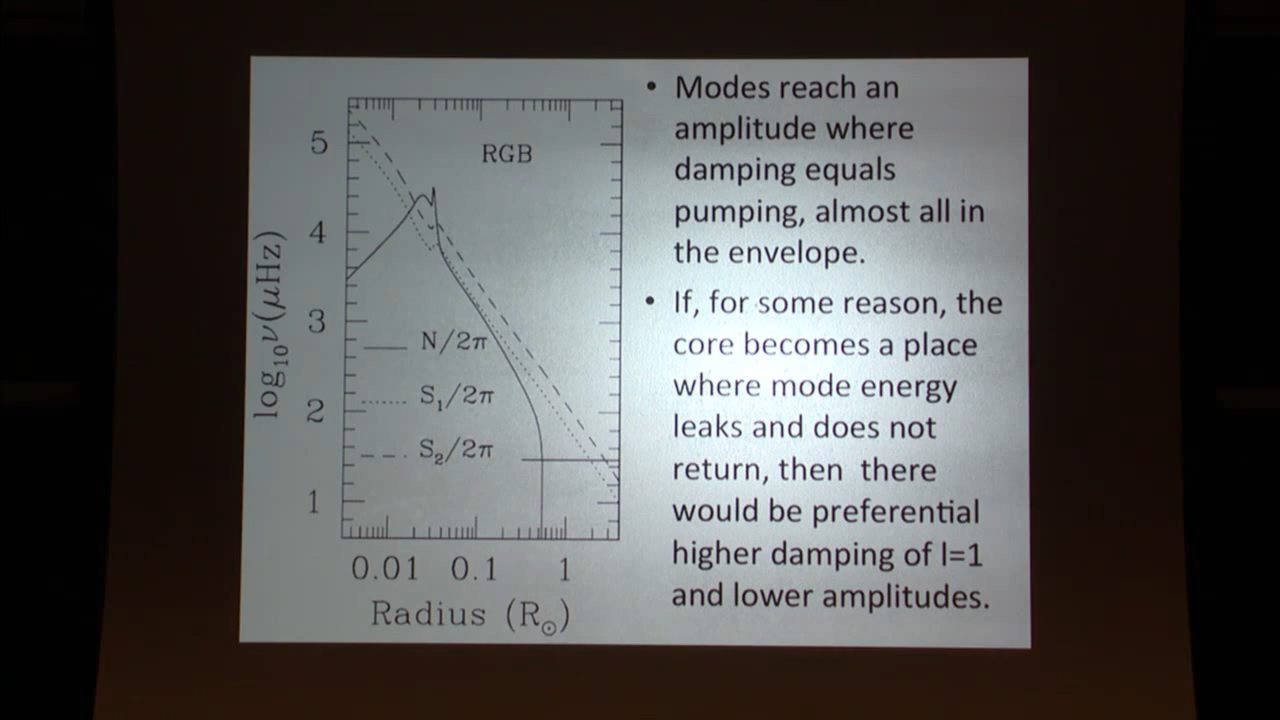 RGB
5
4
3
2
1
log₁₀ν(μHz)
N/2π
S₁/2π
S₂/2π
0.01 0.1 1
Radius (R☉)
• Modes reach an
amplitude where
damping equals
pumping, almost all in
the envelope.
• If, for some reason, the
core becomes a place
where mode energy
leaks and does not
return, then there
would be preferential
higher damping of l=1
and lower amplitudes.